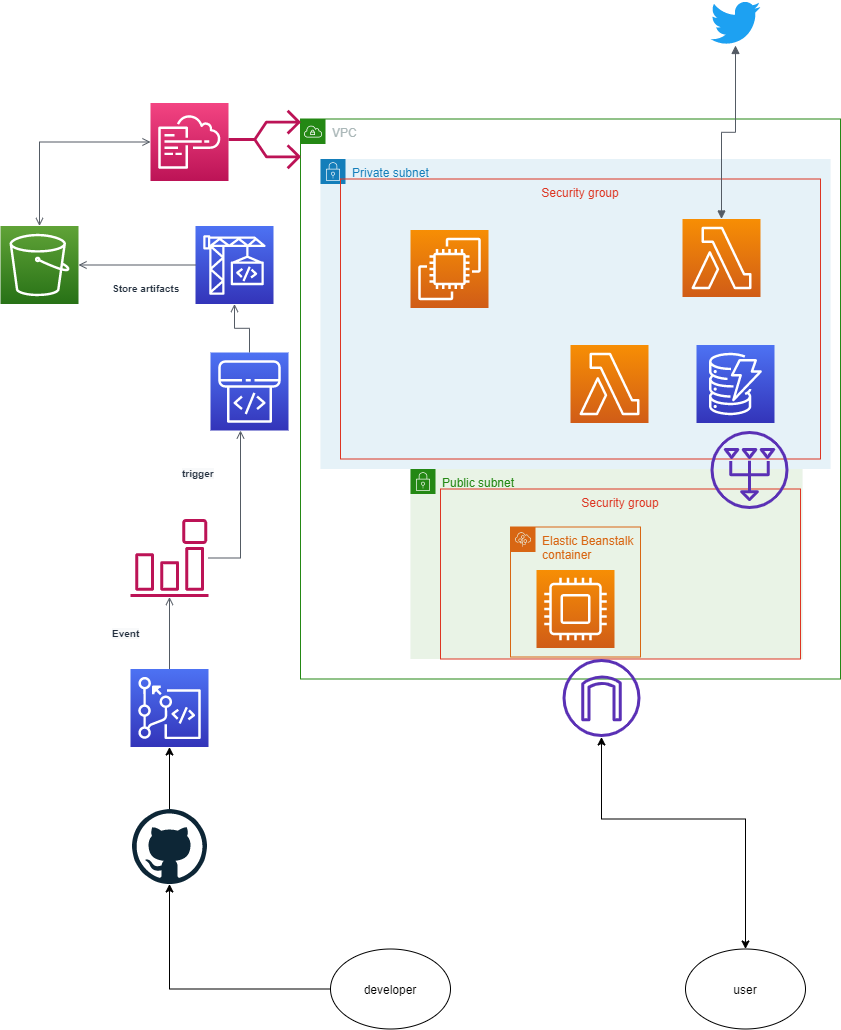 VPC
Private subnet
Security group
Store artifacts
trigger
Public subnet
Security group
Elastic Beanstalk
container
Event
developer
user